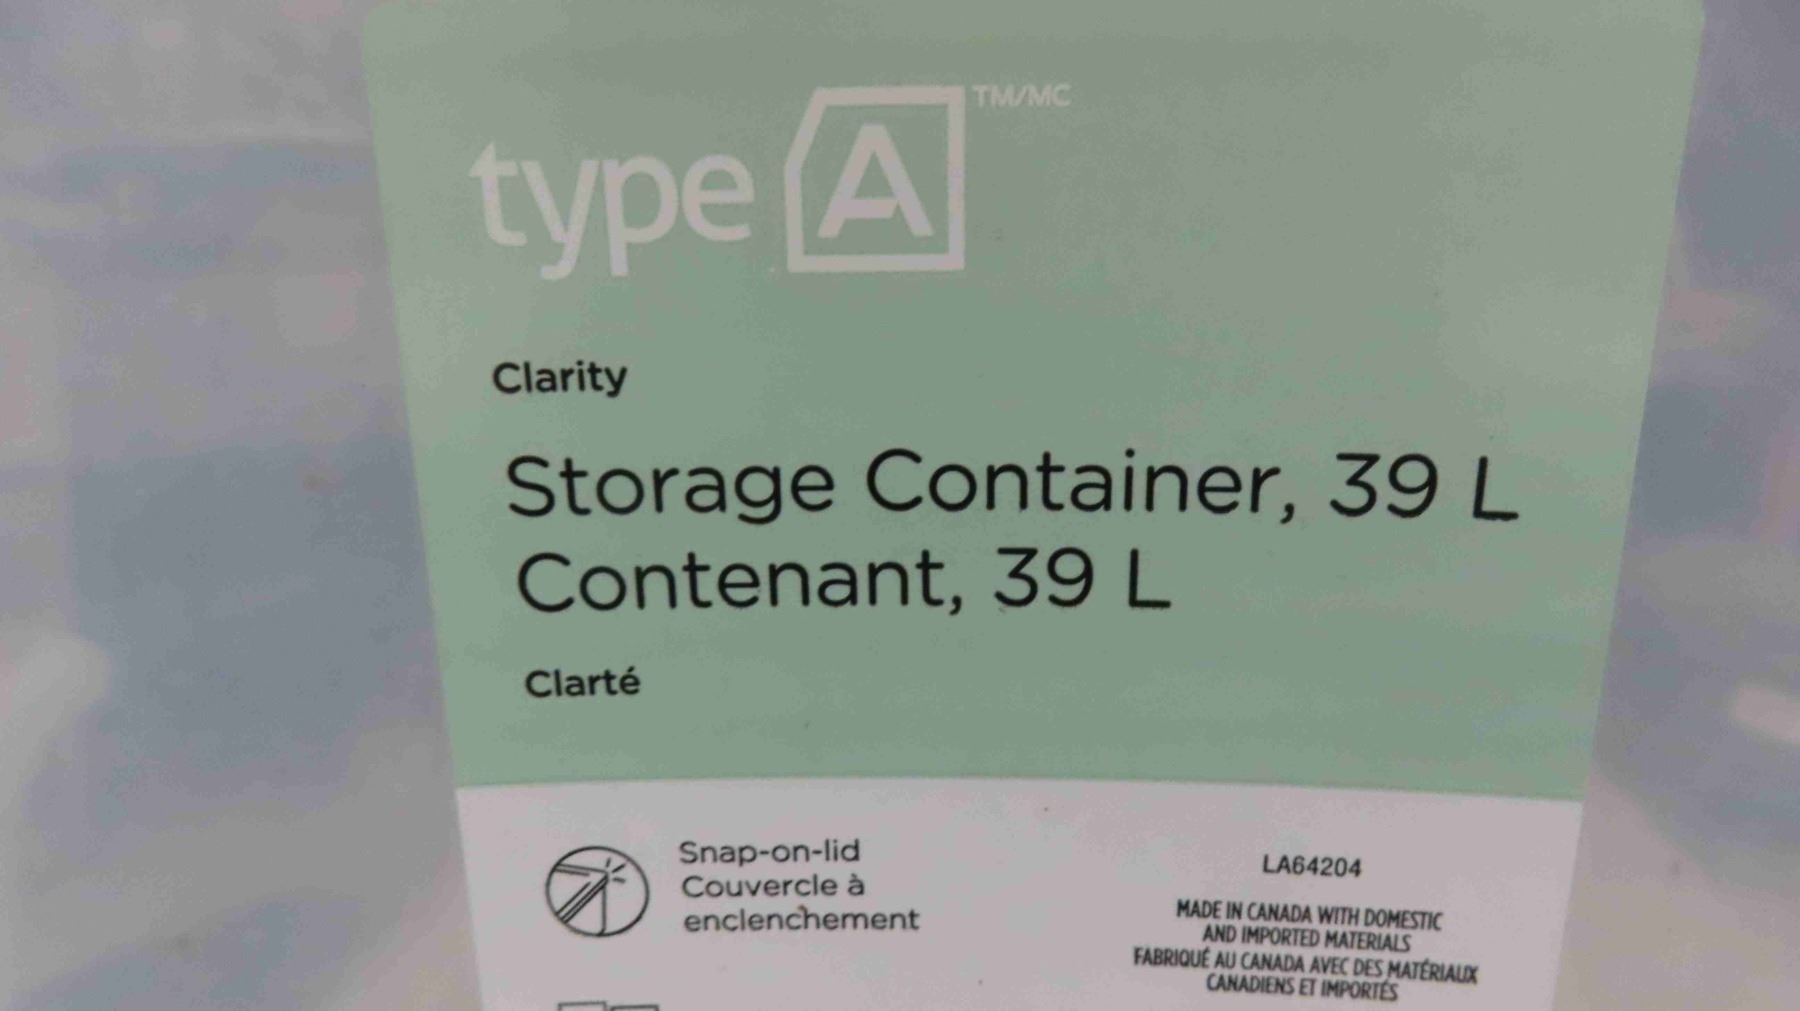 type A TM/MC
Clarity
Storage Container, 39 L
Contenant, 39 L
Clarté
Snap-on-lid
Couvercle à
enclenchement
LA64204
MADE IN CANADA WITH DOMESTIC
AND IMPORTED MATERIALS
FABRIQUÉ AU CANADA AVEC DES MATÉRIAUX
CANADIENS ET IMPORTÉS